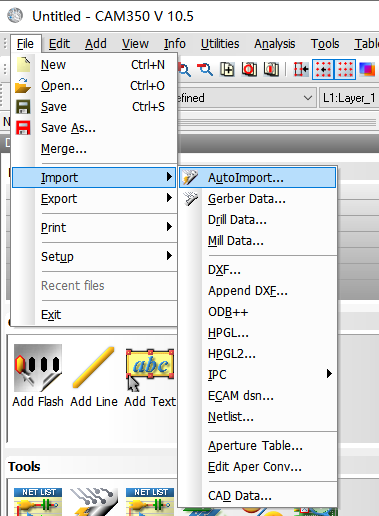 Untitled - CAM350 V 10.5
File Edit Add View Info Utilities Analysis Tools Table
New Ctrl+N
Open... Ctrl+O
Save Ctrl+S
Save As...
Merge...
Import
Export
Print
Setup
Recent files
Exit
efined L1:Layer_1
AutoImport...
Gerber Data...
Drill Data...
Mill Data...
DXF...
Append DXF...
ODB++
HPGL...
HPGL2...
IPC
ECAM dsn...
Netlist...
Aperture Table...
Edit Aper Conv...
CAD Data...
abc
Add Flash Add Line Add Text
Tools
NET LIST NET LIST